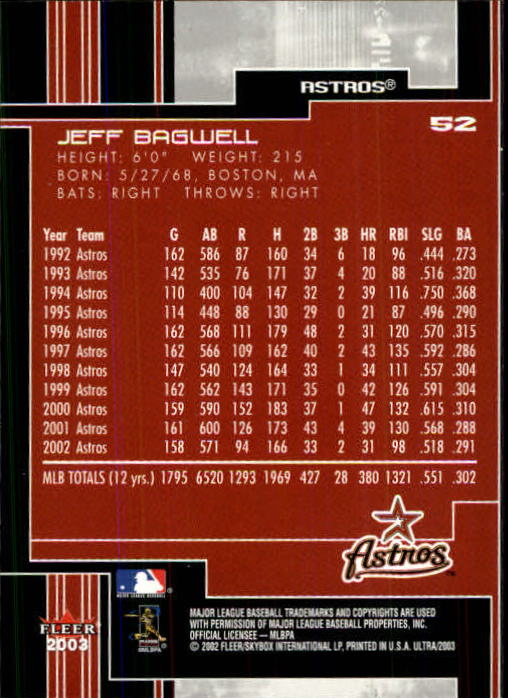 ASTROS®
52
JEFF BAGWELL
HEIGHT: 6'0" WEIGHT: 215
BORN: 5/27/68, BOSTON, MA
BATS: RIGHT THROWS: RIGHT
Year Team G AB R H 2B 3B HR RBI SLG BA
1992 Astros 162 586 87 160 34 6 18 96 .444 .273
1993 Astros 142 535 76 171 37 4 20 88 .516 .320
1994 Astros 110 400 104 147 32 2 39 116 .750 .368
1995 Astros 114 448 88 130 29 0 21 87 .496 .290
1996 Astros 162 568 111 179 48 2 31 120 .570 .315
1997 Astros 162 566 109 162 40 2 43 135 .592 .286
1998 Astros 147 540 124 164 33 1 34 111 .557 .304
1999 Astros 162 562 143 171 35 0 42 126 .591 .304
2000 Astros 159 590 152 183 37 1 47 132 .615 .310
2001 Astros 161 600 126 173 43 4 39 130 .568 .288
2002 Astros 158 571 94 166 33 2 31 98 .518 .291
MLB TOTALS (12 yrs.) 1795 6520 1293 1969 427 28 380 1321 .551 .302
Astros
™
MAJOR LEAGUE BASEBALL
®
FLEER
2003
MLBPA
MAJOR LEAGUE BASEBALL TRADEMARKS AND COPYRIGHTS ARE USED
WITH PERMISSION OF MAJOR LEAGUE BASEBALL PROPERTIES, INC.
OFFICIAL LICENSEE — MLBPA
© 2002 FLEER/SKYBOX INTERNATIONAL LP, PRINTED IN U.S.A. ULTRA/2003